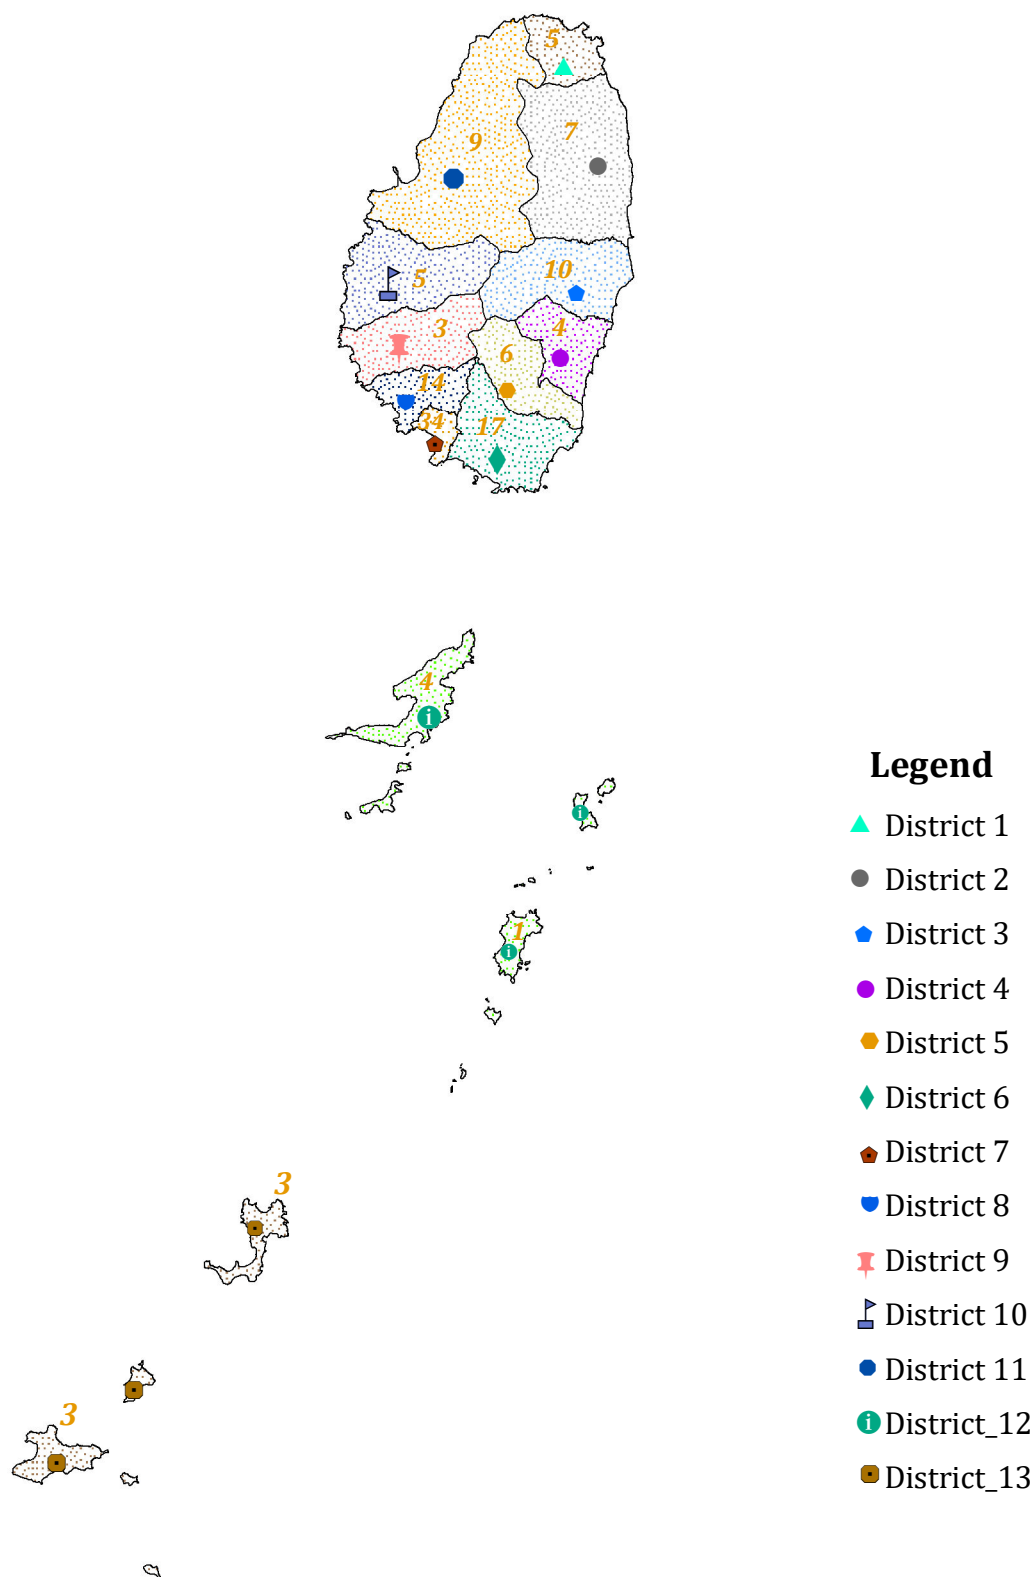 5
7
9
10
5
3
4
6
14
34
17
4
i
Legend
i
District 1
District 2
1
District 3
i
District 4
District 5
District 6
District 7
3
District 8
District 9
District 10
District 11
3
i District_12
District_13